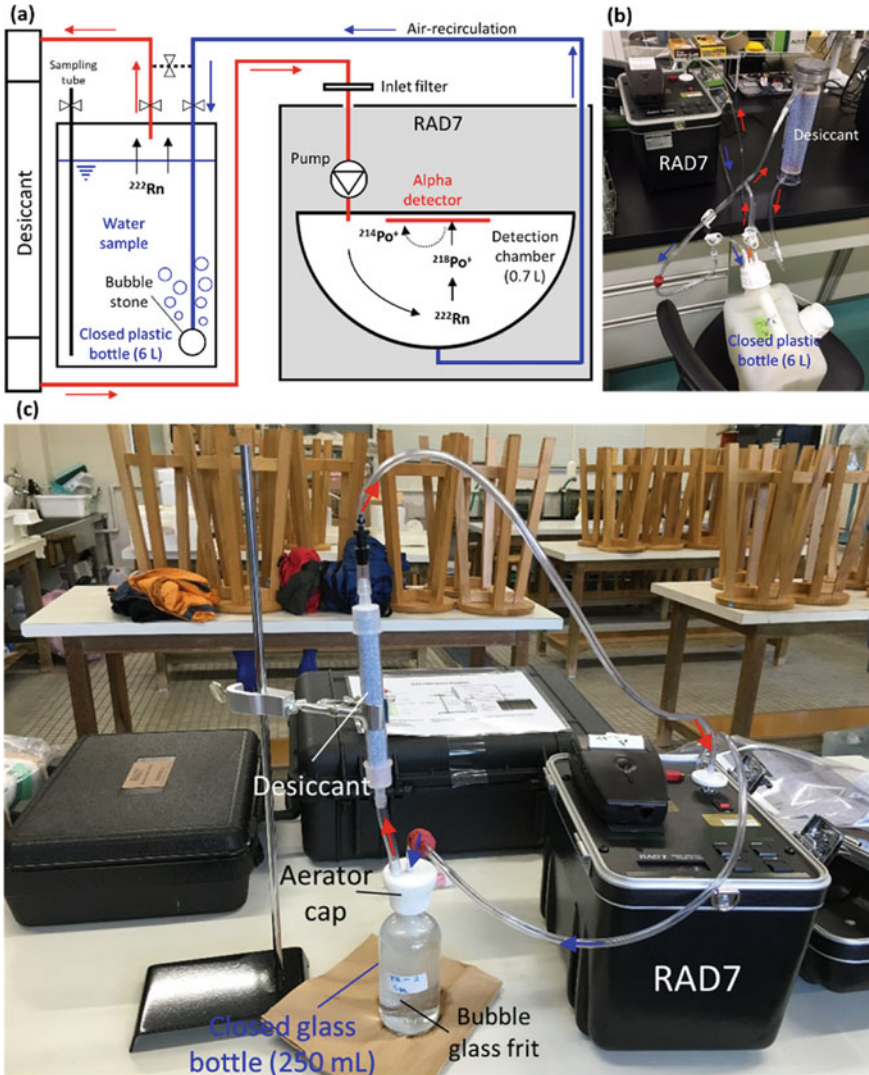 (a)
Air-recirculation
Sampling
tube
Inlet filter
RAD7
Pump
Alpha
detector
Desiccant
²²²Rn
Water
sample
²¹⁴Po⁺
²¹⁸Po⁺
Detection
chamber
(0.7 L)
Bubble
stone
²²²Rn
Closed plastic
bottle (6 L)
(b)
Desiccant
RAD7
Closed plastic
bottle (6 L)
(c)
Desiccant
Aerator
cap
RAD7
RAD7
Closed glass
bottle (250 mL)
Bubble
glass frit